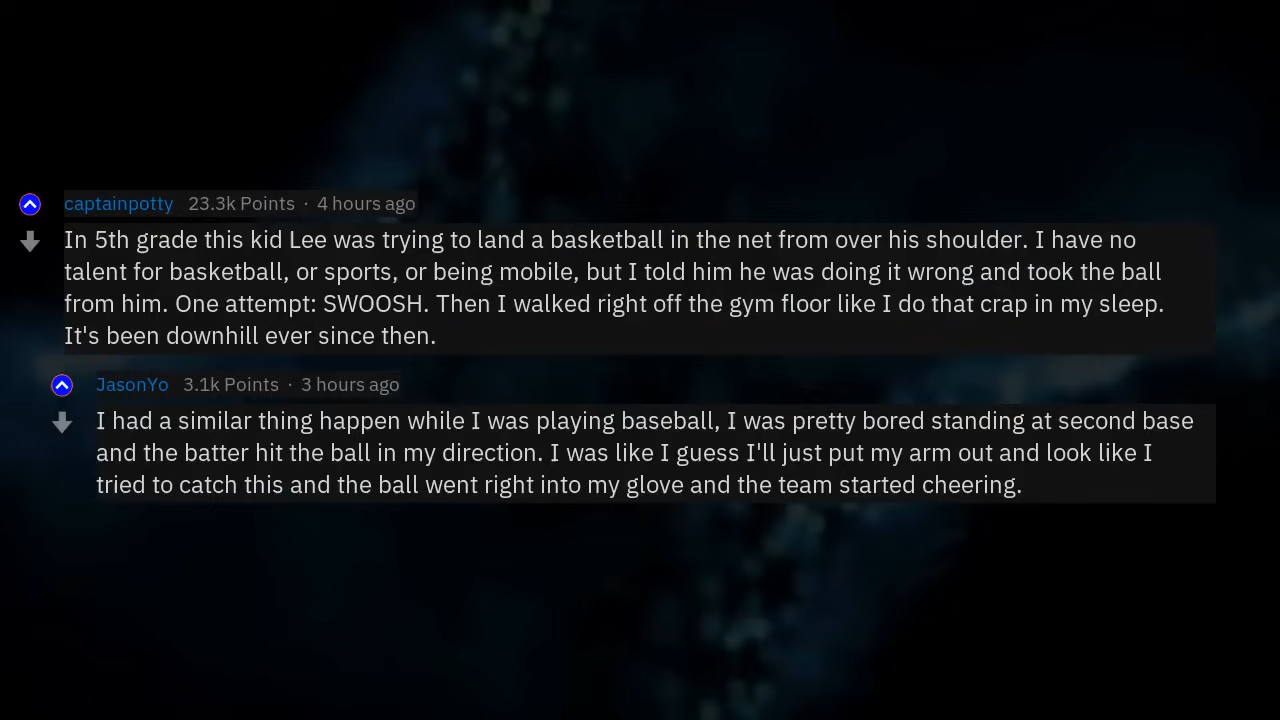 captainpotty 23.3k Points · 4 hours ago
In 5th grade this kid Lee was trying to land a basketball in the net from over his shoulder. I have no
talent for basketball, or sports, or being mobile, but I told him he was doing it wrong and took the ball
from him. One attempt: SWOOSH. Then I walked right off the gym floor like I do that crap in my sleep.
It's been downhill ever since then.
JasonYo 3.1k Points · 3 hours ago
I had a similar thing happen while I was playing baseball, I was pretty bored standing at second base
and the batter hit the ball in my direction. I was like I guess I'll just put my arm out and look like I
tried to catch this and the ball went right into my glove and the team started cheering.